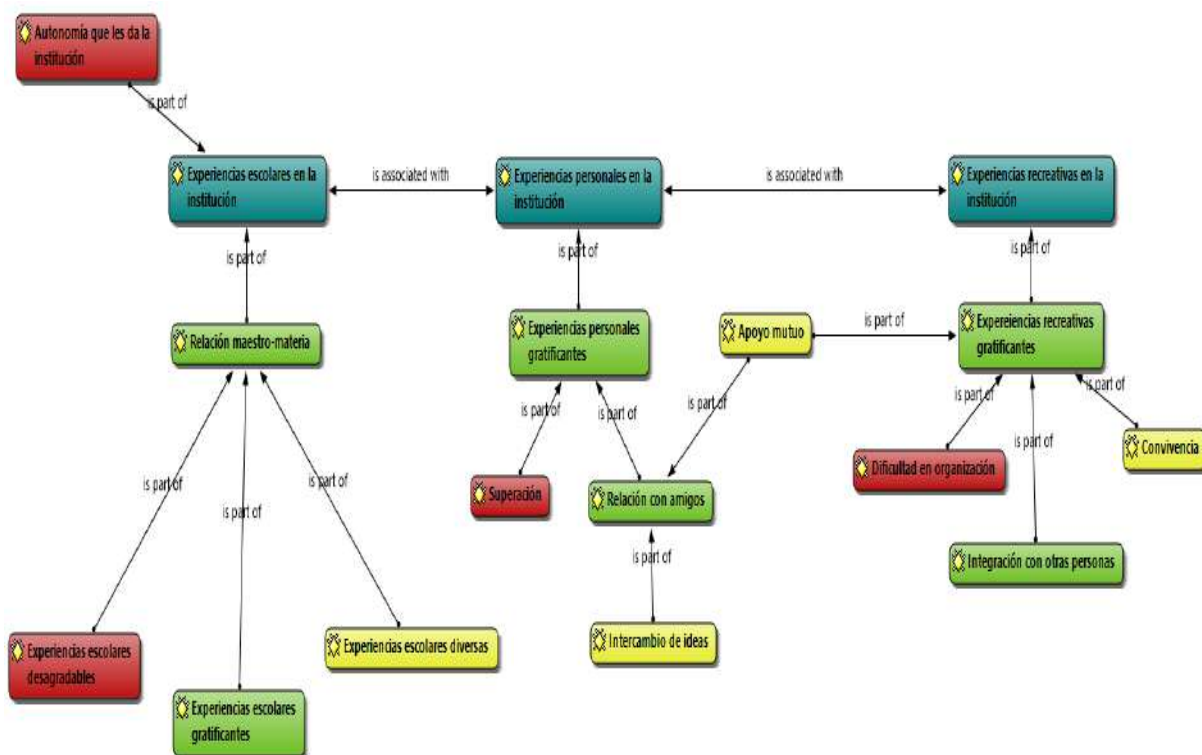 Autonomía que les da la
institución
is part of
Experiencias escolares en la
institución
is associated with
Experiencias personales en la
institución
is associated with
Experiencias recreativas en la
institución
is part of
is part of
is part of
Relación maestro-materia
Experiencias personales
gratificantes
Apoyo mutuo
is part of
Expereiencias recreativas
gratificantes
is part of
is part of
is part of
is part of
is part of
is part of
Superación
Relación con amigos
Dificultad en organización
Convivencia
is part of
is part of
is part of
is part of
Integración con otras personas
Experiencias escolares
desagradables
Experiencias escolares diversas
Intercambio de ideas
Experiencias escolares
gratificantes